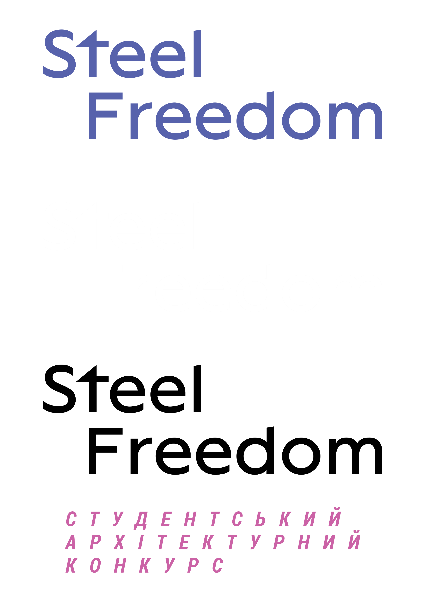 Steel
Freedom
Steel
Freedom
СТУДЕНТСЬКИЙ
АРХІТЕКТУРНИЙ
КОНКУРС